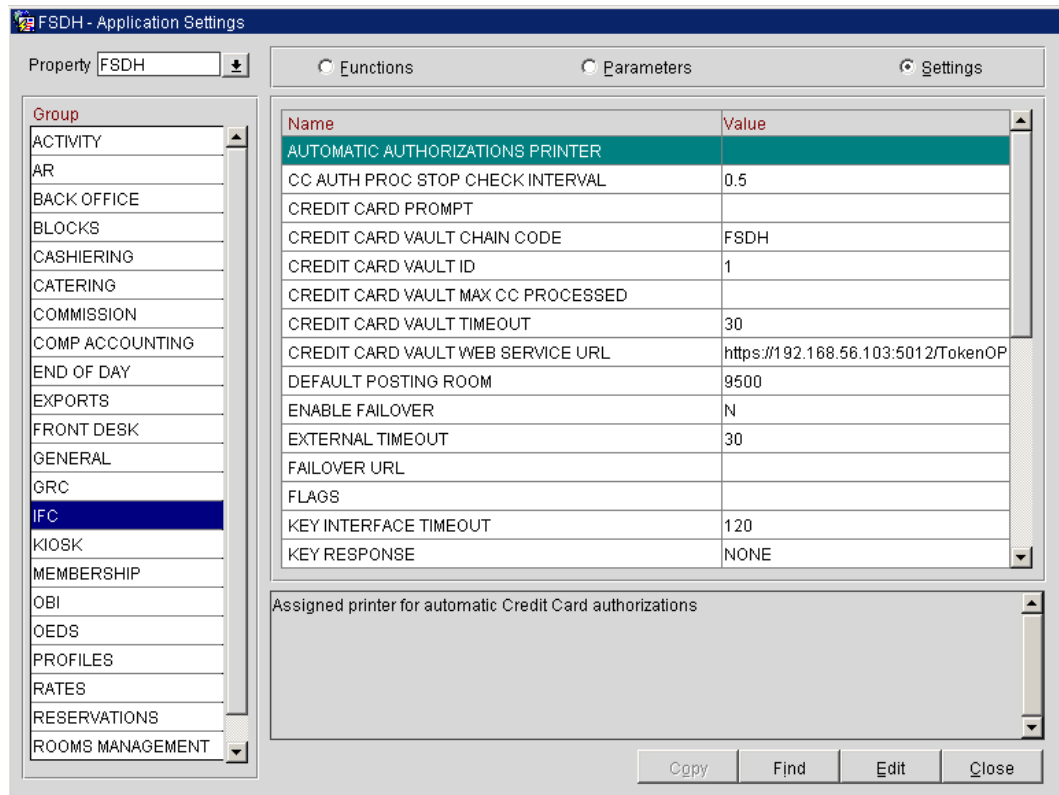 FSDH - Application Settings
Property FSDH
Functions Parameters Settings
Group
ACTIVITY
AR
BACK OFFICE
BLOCKS
CASHIERING
CATERING
COMMISSION
COMP ACCOUNTING
END OF DAY
EXPORTS
FRONT DESK
GENERAL
GRC
IFC
KIOSK
MEMBERSHIP
OBI
OEDS
PROFILES
RATES
RESERVATIONS
ROOMS MANAGEMENT
Name Value
AUTOMATIC AUTHORIZATIONS PRINTER
CC AUTH PROC STOP CHECK INTERVAL 0.5
CREDIT CARD PROMPT
CREDIT CARD VAULT CHAIN CODE FSDH
CREDIT CARD VAULT ID 1
CREDIT CARD VAULT MAX CC PROCESSED
CREDIT CARD VAULT TIMEOUT 30
CREDIT CARD VAULT WEB SERVICE URL https://192.168.56.103:5012/TokenOP
DEFAULT POSTING ROOM 9500
ENABLE FAILOVER N
EXTERNAL TIMEOUT 30
FAILOVER URL
FLAGS
KEY INTERFACE TIMEOUT 120
KEY RESPONSE NONE
Assigned printer for automatic Credit Card authorizations
Copy Find Edit Close